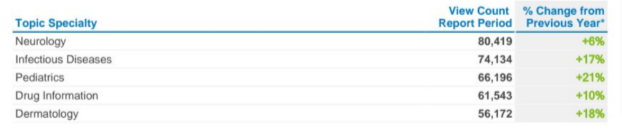 Topic Specialty View Count Report Period % Change from Previous Year*
Neurology 80,419 +6%
Infectious Diseases 74,134 +17%
Pediatrics 66,196 +21%
Drug Information 61,543 +10%
Dermatology 56,172 +18%